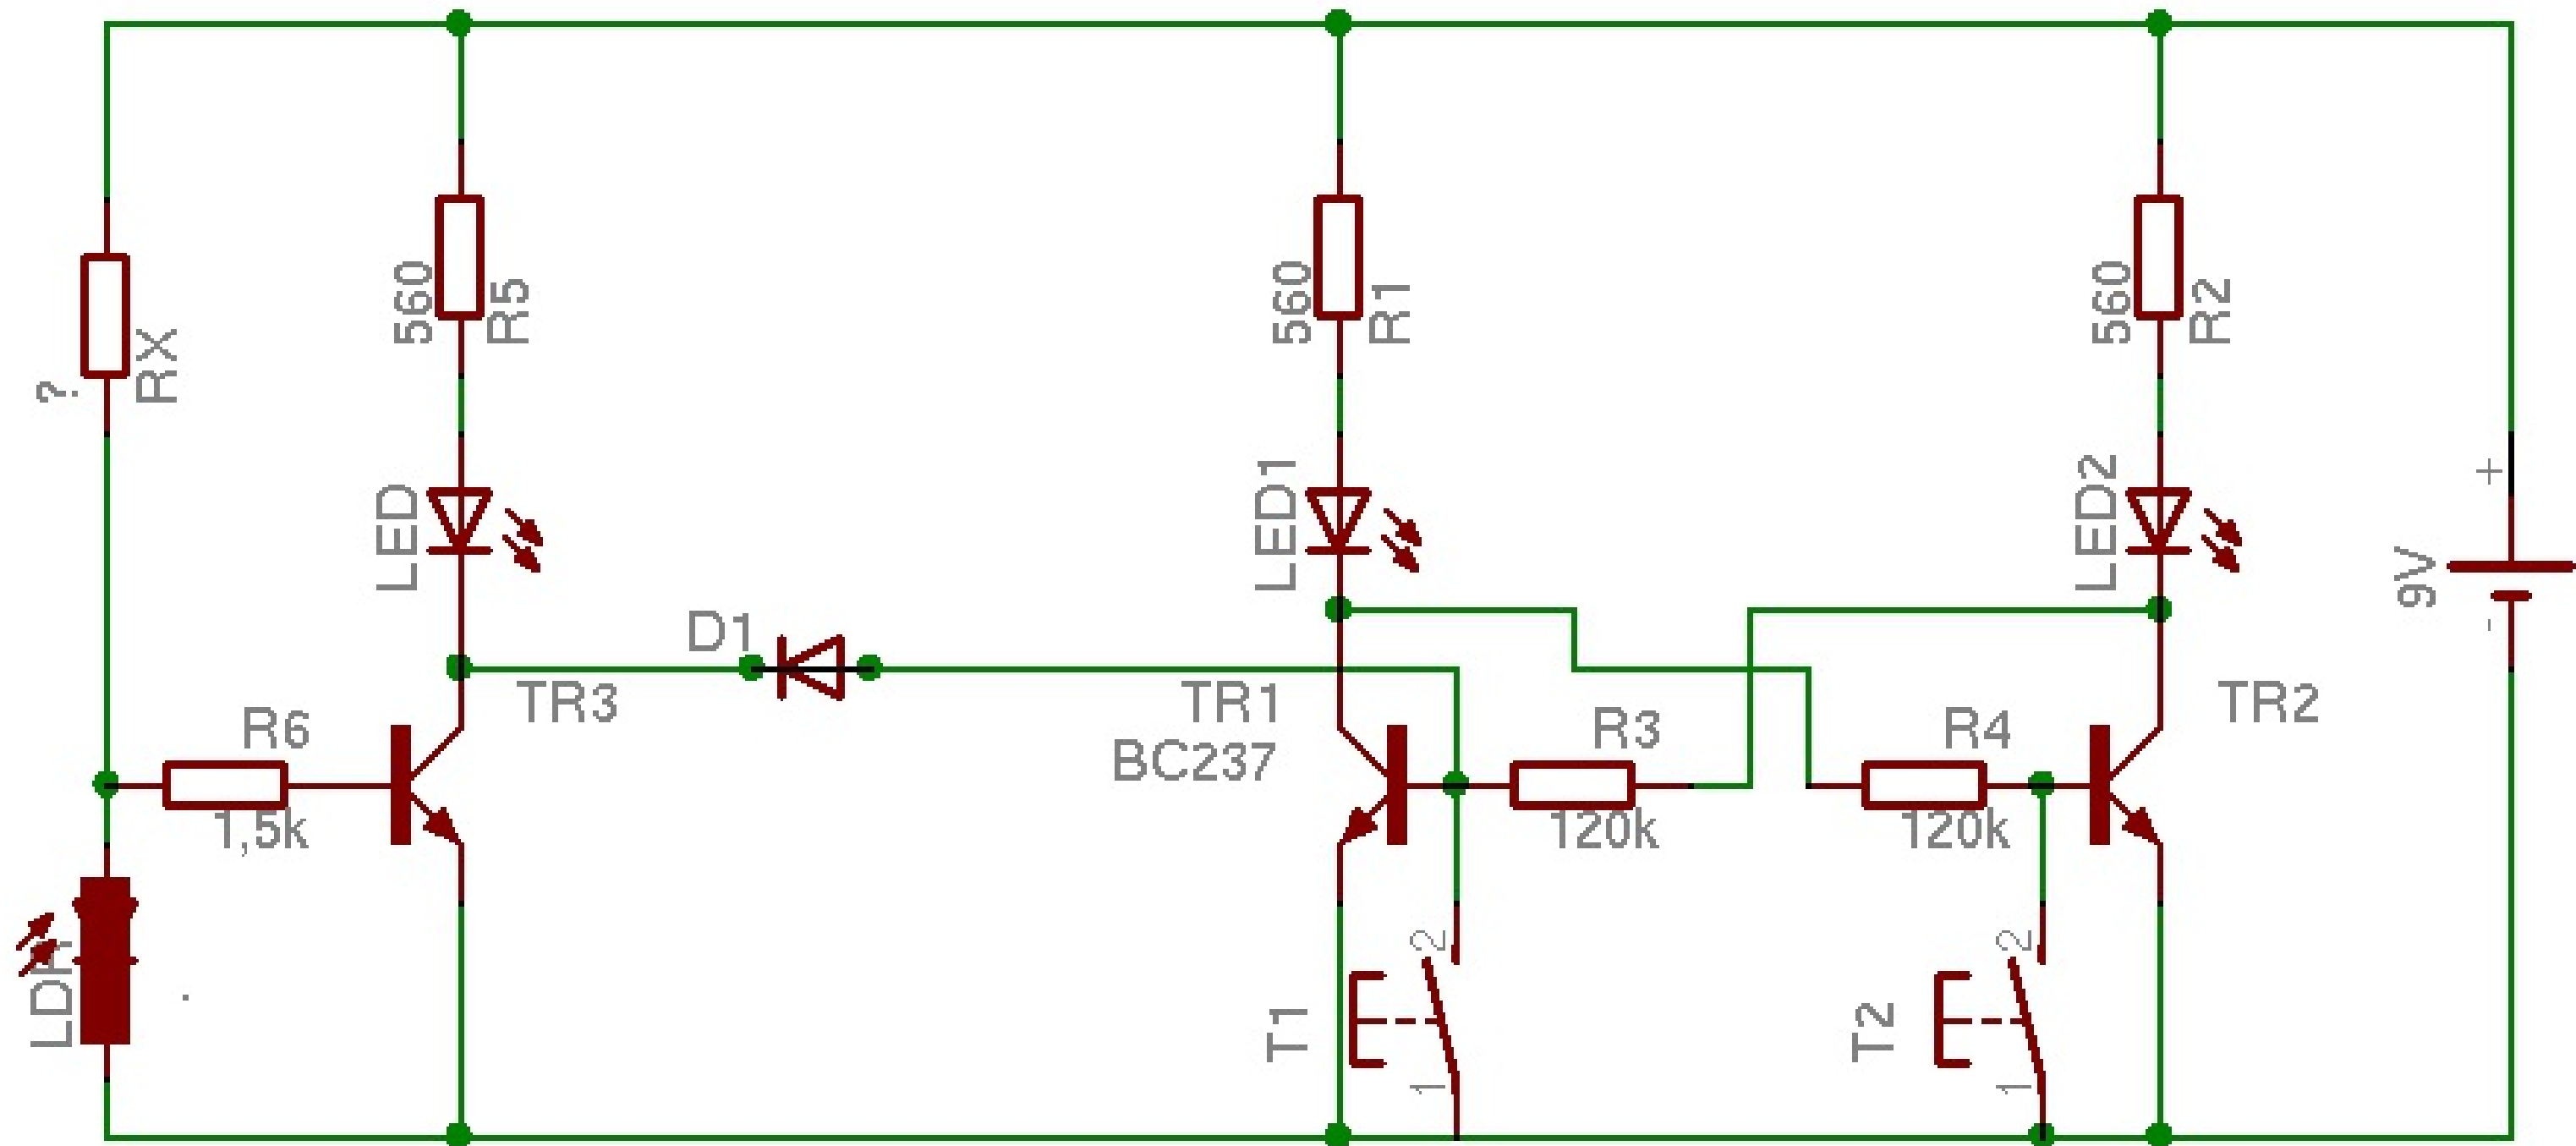 ?
RX
560
R5
560
R1
560
R2
LED
LED1
LED2
+
9V
-
D1
TR3
TR1
BC237
TR2
R6
1,5k
R3
120k
R4
120k
LDR
T1
2
1
T2
2
1